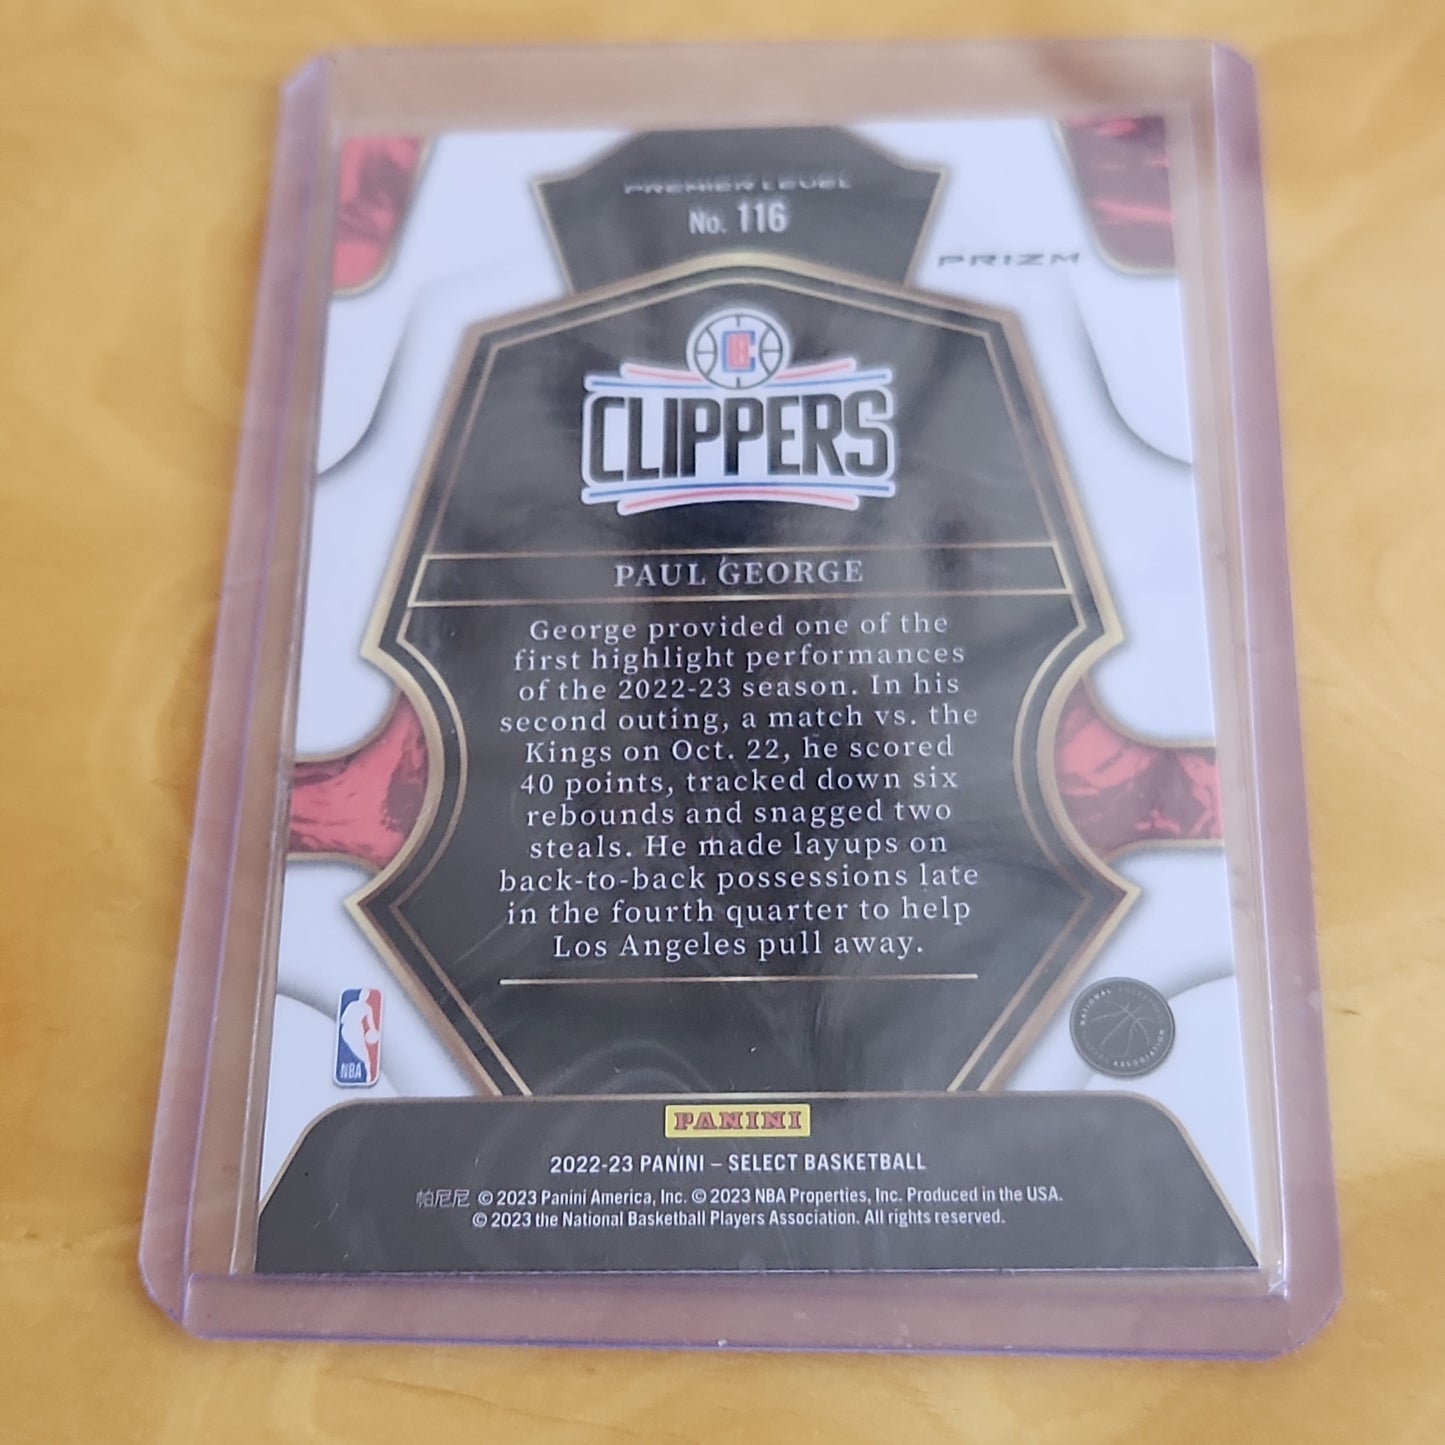 PREMIER LEVEL
No. 116
PRIZM
CLIPPERS
PAUL GEORGE
George provided one of the
first highlight performances
of the 2022-23 season. In his
second outing, a match vs. the
Kings on Oct. 22, he scored
40 points, tracked down six
rebounds and snagged two
steals. He made layups on
back-to-back possessions late
in the fourth quarter to help
Los Angeles pull away.
NBA
NATIONAL
ASSOCIATION
PANINI
2022-23 PANINI – SELECT BASKETBALL
帕尼尼 © 2023 Panini America, Inc. © 2023 NBA Properties, Inc. Produced in the USA.
© 2023 the National Basketball Players Association. All rights reserved.